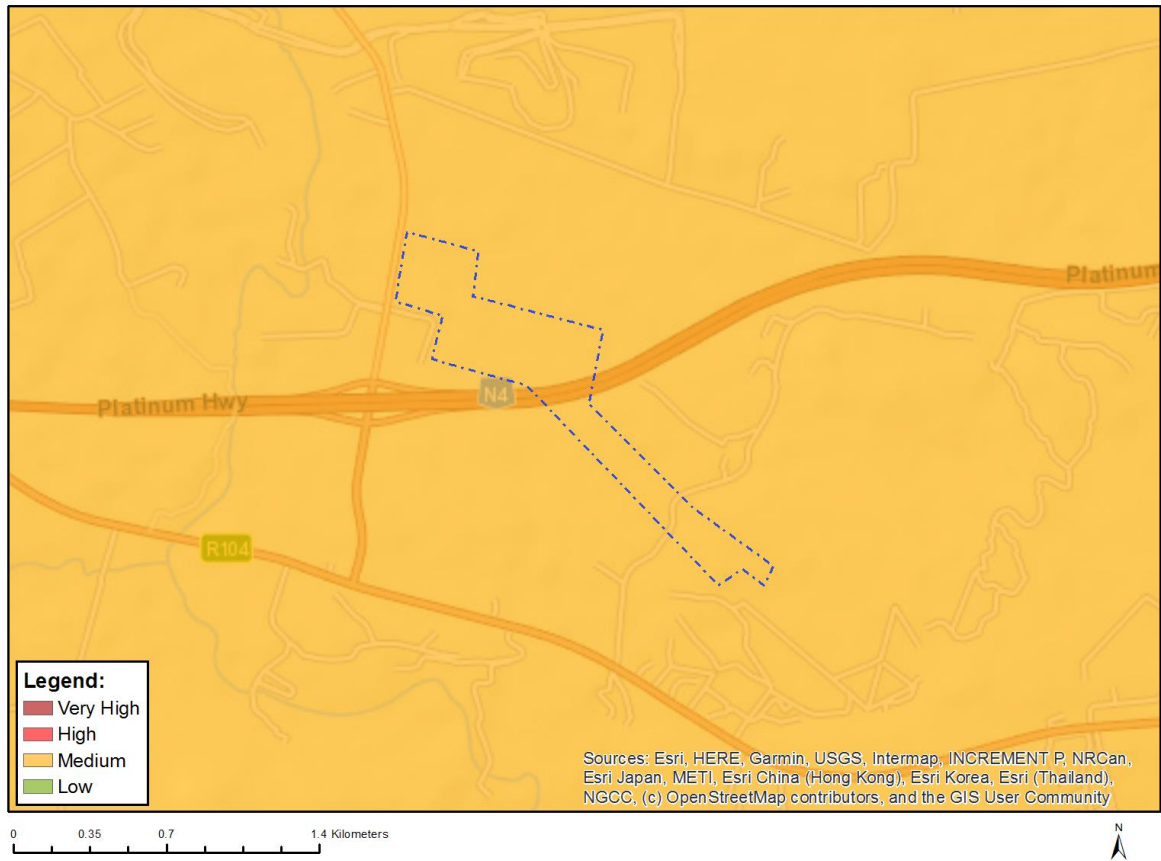 Platinum
Platinum Hwy
N4
R104
Legend:
Very High
High
Medium
Low
Sources: Esri, HERE, Garmin, USGS, Intermap, INCREMENT P, NRCan,
Esri Japan, METI, Esri China (Hong Kong), Esri Korea, Esri (Thailand),
NGCC, (c) OpenStreetMap contributors, and the GIS User Community
0 0.35 0.7 1.4 Kilometers
N